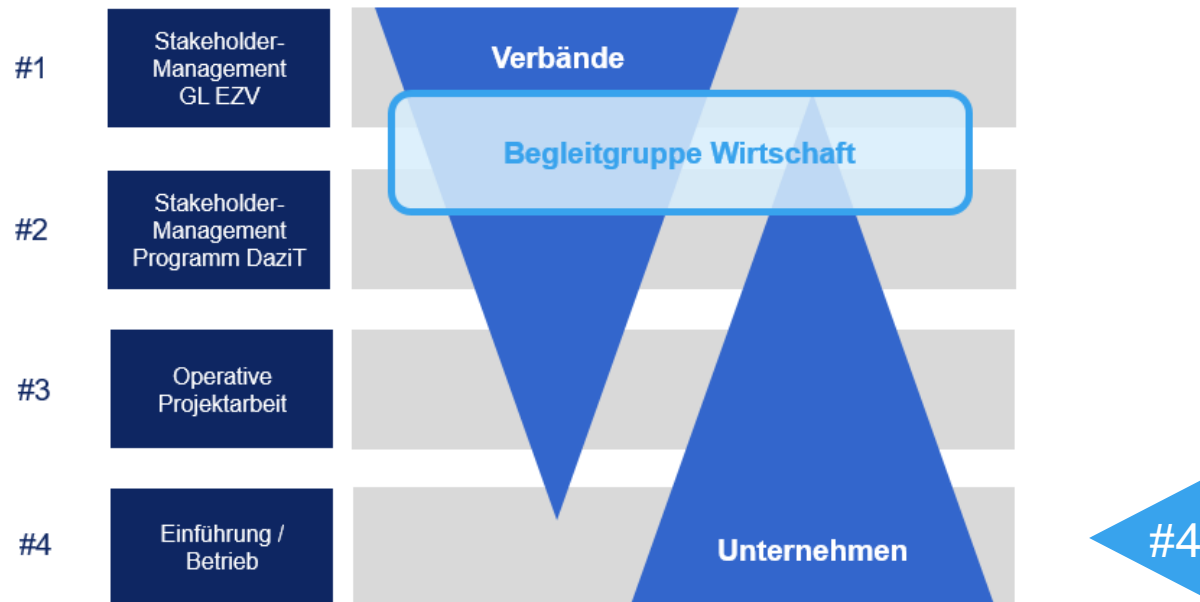 #1
Stakeholder-
Management
GL EZV
Verbände
Begleitgruppe Wirtschaft
#2
Stakeholder-
Management
Programm DaziT
#3
Operative
Projektarbeit
#4
Einführung /
Betrieb
Unternehmen
#4